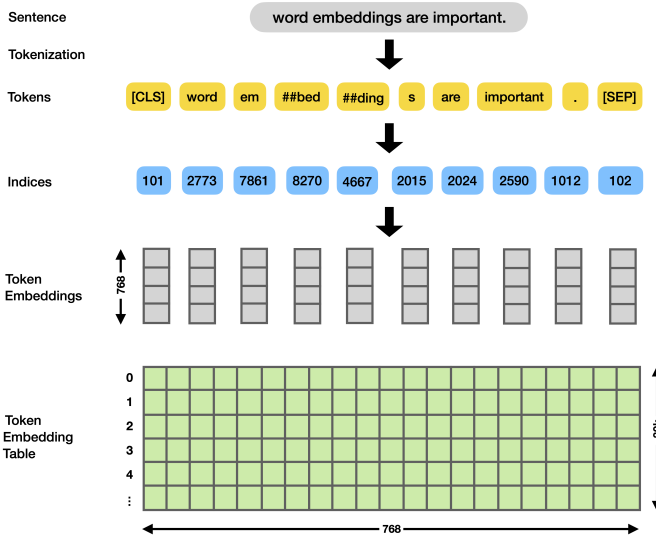 Sentence
word embeddings are important.
Tokenization
Tokens
[CLS] word em ##bed ##ding s are important . [SEP]
Indices
101 2773 7861 8270 4667 2015 2024 2590 1012 102
Token
Embeddings
768
0
1
2
3
4
...
Token
Embedding
Table
768